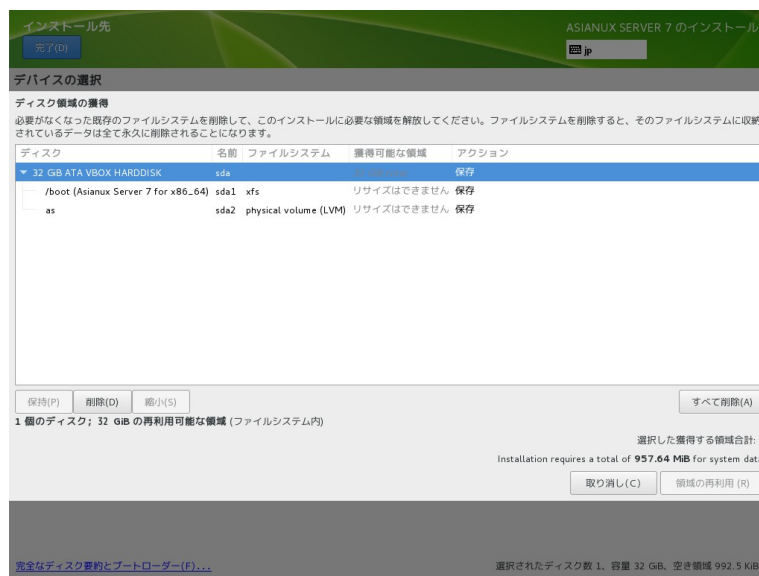 インストール先
ASIANUX SERVER 7 のインストール
完了(D)
jp
デバイスの選択
ディスク領域の獲得
必要がなくなった既存のファイルシステムを削除して、このインストールに必要な領域を解放してください。ファイルシステムを削除すると、そのファイルシステムに収納
されているデータは全て永久に削除されることになります。
ディスク 名前 ファイルシステム 獲得可能な領域 アクション
32 GiB ATA VBOX HARDDISK sda 保存
/boot (Asianux Server 7 for x86_64) sda1 xfs リサイズはできません 保存
as sda2 physical volume (LVM) リサイズはできません 保存
保持(P) 削除(D) 縮小(S) すべて削除(A)
1 個のディスク; 32 GiB の再利用可能な領域 (ファイルシステム内)
選択した獲得する領域合計:
Installation requires a total of 957.64 MiB for system data
取り消し(C) 領域の再利用 (R)
完全なディスク要約とブートローダー(F)...
選択されたディスク数 1、容量 32 GiB、空き領域 992.5 KiB